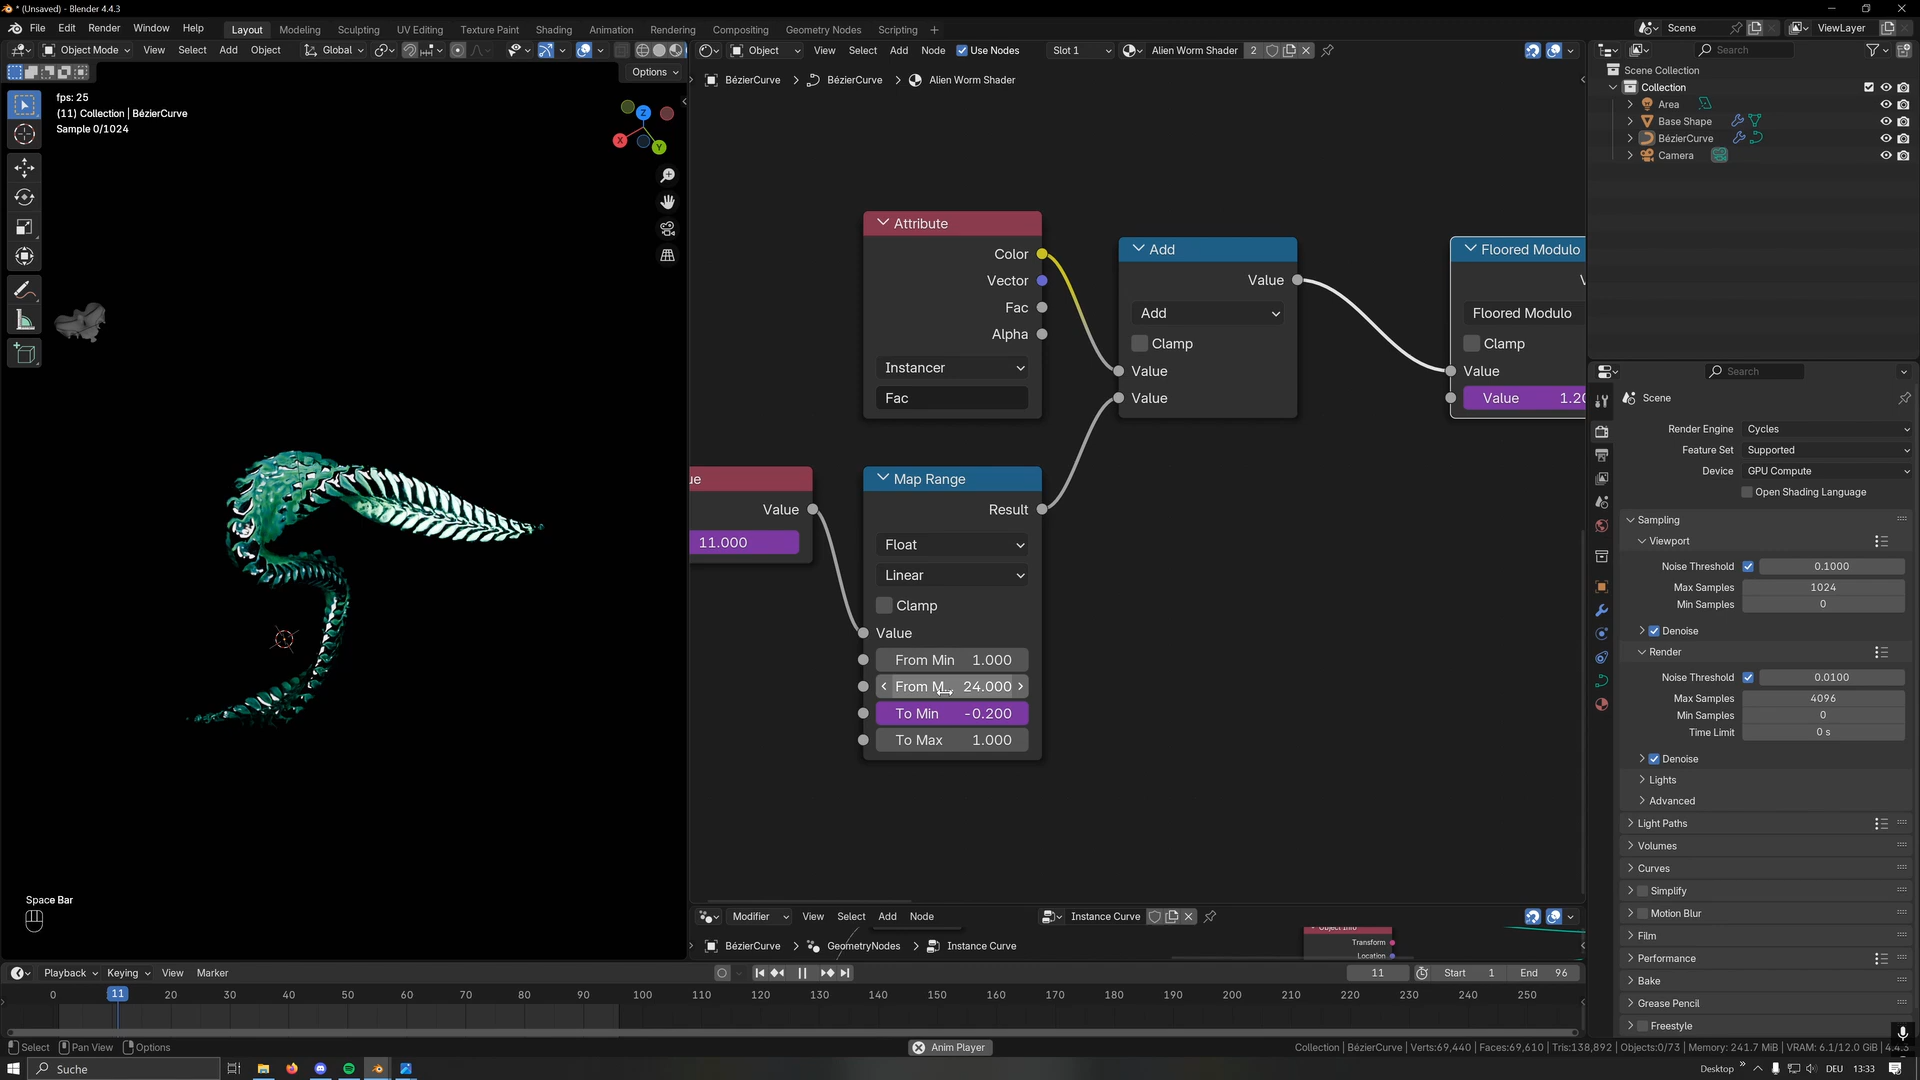 * (Unsaved) - Blender 4.4.3
File Edit Render Window Help
Layout Modeling Sculpting UV Editing Texture Paint Shading Animation Rendering Compositing Geometry Nodes Scripting +
Scene
ViewLayer
Object Mode View Select Add Object
Global
Object View Select Add Node Use Nodes Slot 1 Alien Worm Shader 2
Search
Options
BézierCurve BézierCurve Alien Worm Shader
Scene Collection
Collection
Area
Base Shape
BézierCurve
Camera
fps: 25
(11) Collection | BézierCurve
Sample 0/1024
Z
X
Y
Attribute
Color
Vector
Fac
Alpha
Instancer
Fac
Add
Value
Add
Clamp
Value
Value
Floored Modulo
Floored Modulo
Clamp
Value
Value 1.20
ue
Value
11.000
Map Range
Result
Float
Linear
Clamp
Value
From Min 1.000
From M.. 24.000
To Min -0.200
To Max 1.000
Search
Scene
Render Engine Cycles
Feature Set Supported
Device GPU Compute
Open Shading Language
Sampling
Viewport
Noise Threshold 0.1000
Max Samples 1024
Min Samples 0
Denoise
Render
Noise Threshold 0.0100
Max Samples 4096
Min Samples 0
Time Limit 0 s
Denoise
Lights
Advanced
Light Paths
Volumes
Curves
Simplify
Motion Blur
Film
Performance
Bake
Grease Pencil
Freestyle
Space Bar
Modifier View Select Add Node Instance Curve
BézierCurve GeometryNodes Instance Curve
Object Info
Transform
Location
Playback Keying View Marker
11 Start 1 End 96
0 11 20 30 40 50 60 70 80 90 100 110 120 130 140 150 160 170 180 190 200 210 220 230 240 250
Select Pan View Options
Anim Player
Collection | BézierCurve | Verts:69,440 | Faces:69,610 | Tris:138,892 | Objects:0/73 | Memory: 241.7 MiB | VRAM: 6.1/12.0 GiB | 4.4.3
Suche
Desktop
DEU
13:33